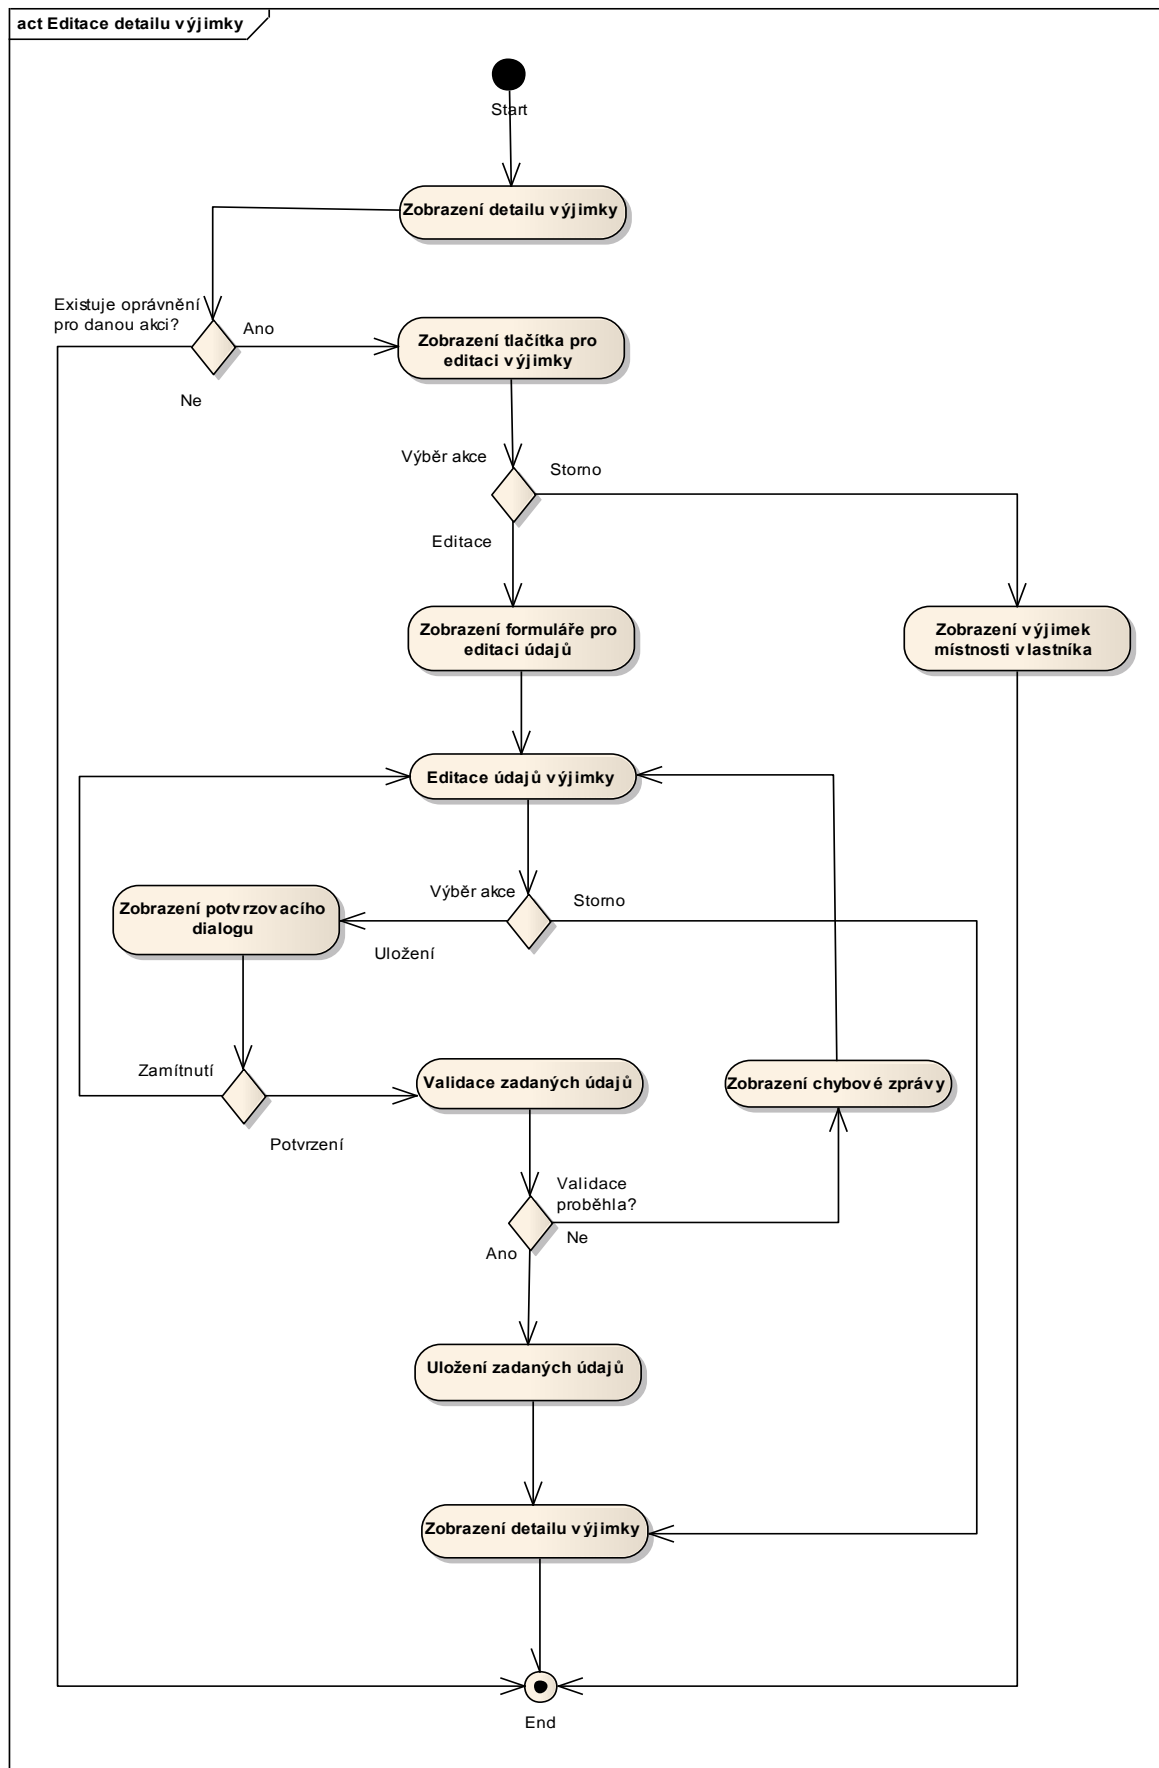 act Editace detailu výjimky
Start
Zobrazení detailu výjimky
Existuje oprávnění
pro danou akci?
Ano
Zobrazení tlačítka pro
editaci výjimky
Ne
Výběr akce
Storno
Editace
Zobrazení formuláře pro
editaci údajů
Zobrazení výjimek
místnosti vlastníka
Editace údajů výjimky
Výběr akce
Storno
Zobrazení potvrzovacího
dialogu
Uložení
Zamítnutí
Validace zadaných údajů
Zobrazení chybové zprávy
Potvrzení
Validace
proběhla?
Ne
Ano
Uložení zadaných údajů
Zobrazení detailu výjimky
End